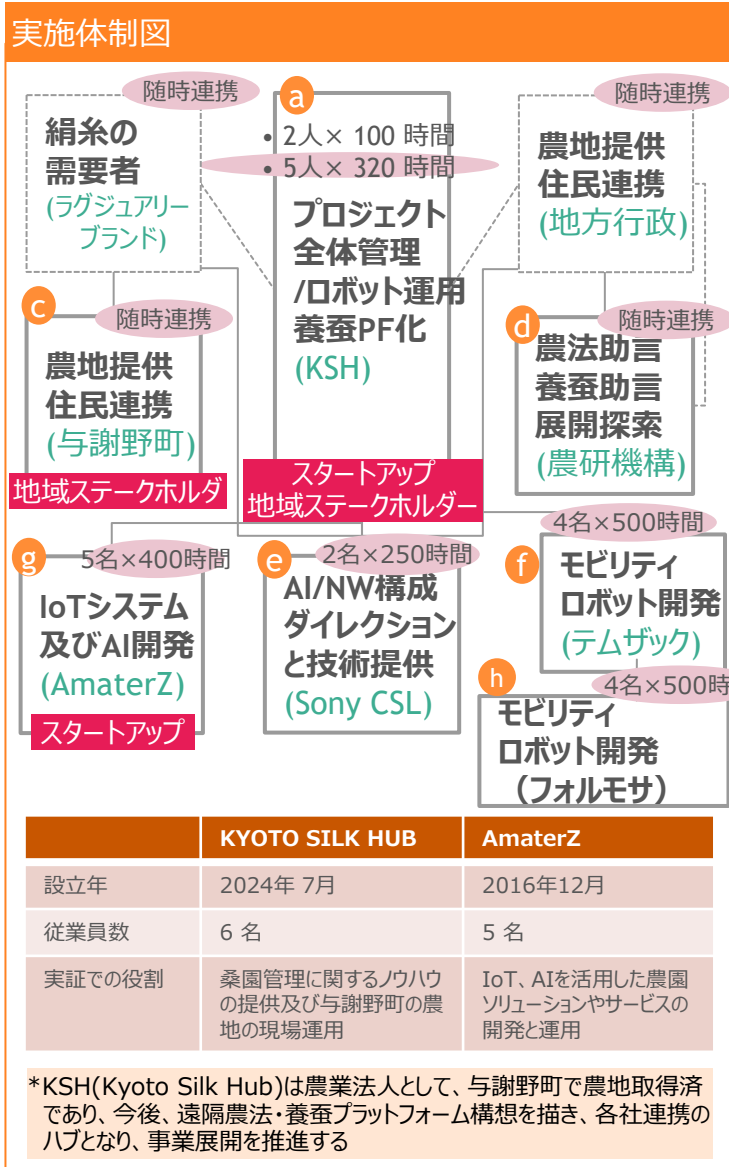 実施体制図
随時連携
絹糸の
需要者
(ラグジュアリー
ブランド)
a
• 2人× 100 時間
• 5人× 320 時間
プロジェクト
全体管理
/ロボット運用
養蚕PF化
(KSH)
スタートアップ
地域ステークホルダー
随時連携
農地提供
住民連携
(地方行政)
c
随時連携
農地提供
住民連携
(与謝野町)
地域ステークホルダ
d
随時連携
農法助言
養蚕助言
展開探索
(農研機構)
g
5名×400時間
IoTシステム
及びAI開発
(AmaterZ)
スタートアップ
e
2名×250時間
AI/NW構成
ダイレクション
と技術提供
(Sony CSL)
4名×500時間
f
モビリティ
ロボット開発
(テムザック)
h
4名×500時
モビリティ
ロボット開発
（フォルモサ）
KYOTO SILK HUB AmaterZ
設立年 2024年 7月 2016年12月
従業員数 6 名 5 名
実証での役割 桑園管理に関するノウハウ IoT、AIを活用した農園
の提供及び与謝野町の農 ソリューションやサービスの
地の現場運用 開発と運用
*KSH(Kyoto Silk Hub)は農業法人として、与謝野町で農地取得済
であり、今後、遠隔農法・養蚕プラットフォーム構想を描き、各社連携の
ハブとなり、事業展開を推進する